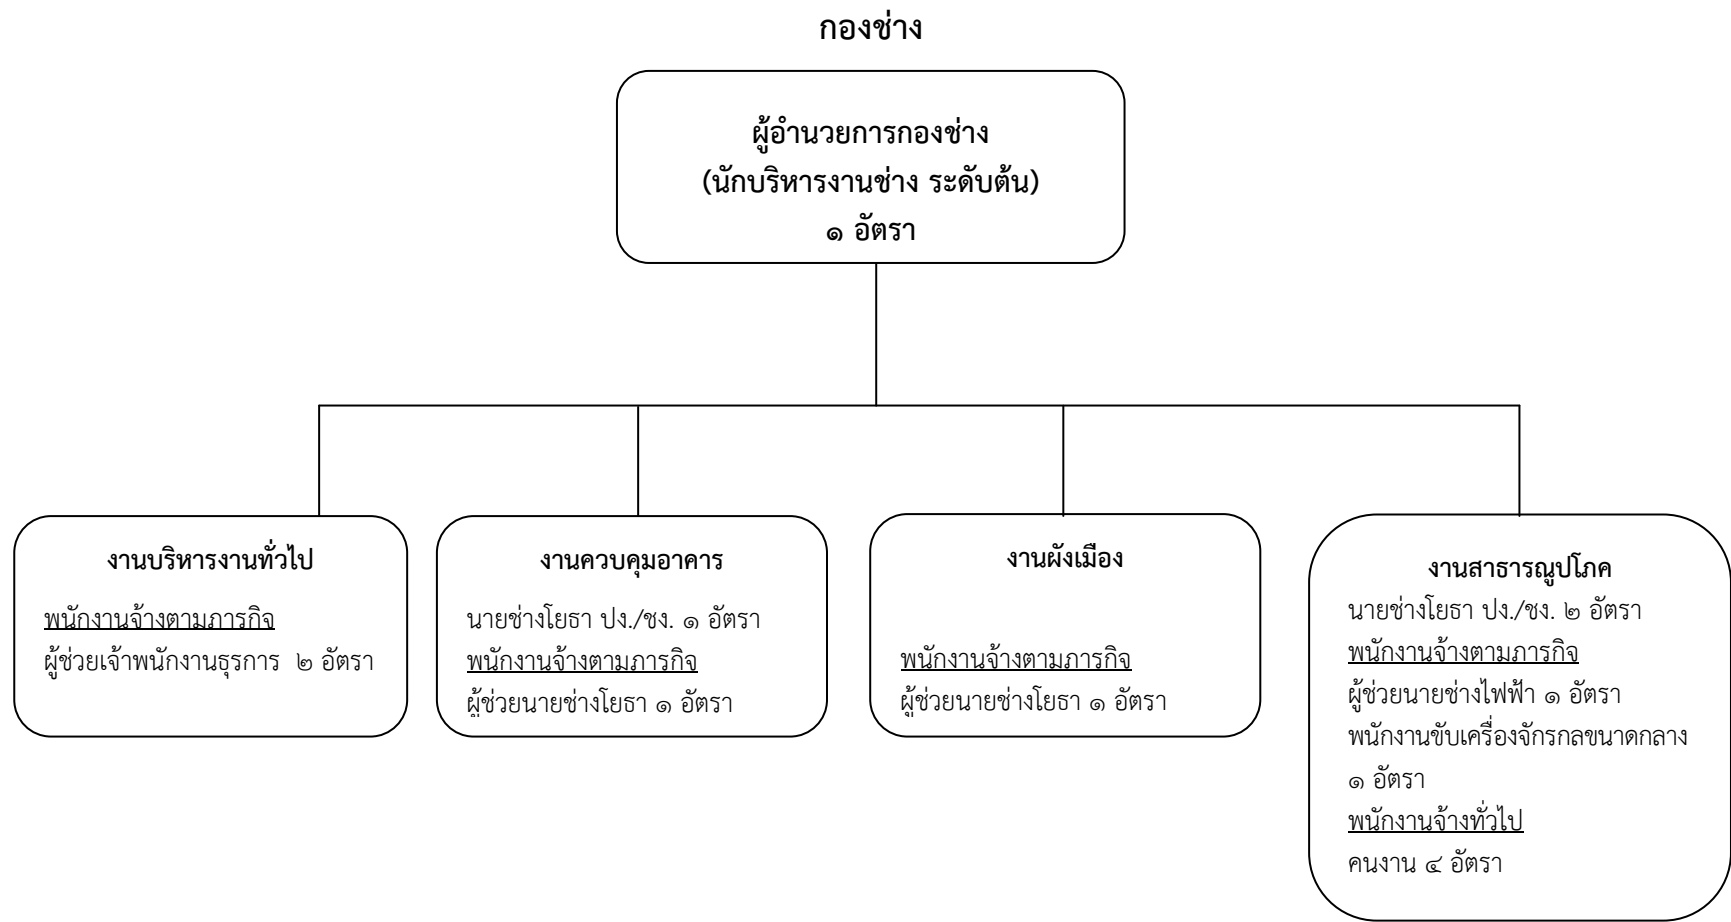 กองช่าง
ผู้อำนวยการกองช่าง
(นักบริหารงานช่าง ระดับต้น)
๑ อัตรา
งานบริหารงานทั่วไป
พนักงานจ้างตามภารกิจ
ผู้ช่วยเจ้าพนักงานธุรการ ๒ อัตรา
งานควบคุมอาคาร
นายช่างโยธา ปง./ชง. ๑ อัตรา
พนักงานจ้างตามภารกิจ
ผู้ช่วยนายช่างโยธา ๑ อัตรา
งานผังเมือง
พนักงานจ้างตามภารกิจ
ผู้ช่วยนายช่างโยธา ๑ อัตรา
งานสาธารณูปโภค
นายช่างโยธา ปง./ชง. ๒ อัตรา
พนักงานจ้างตามภารกิจ
ผู้ช่วยนายช่างไฟฟ้า ๑ อัตรา
พนักงานขับเครื่องจักรกลขนาดกลาง
๑ อัตรา
พนักงานจ้างทั่วไป
คนงาน ๔ อัตรา